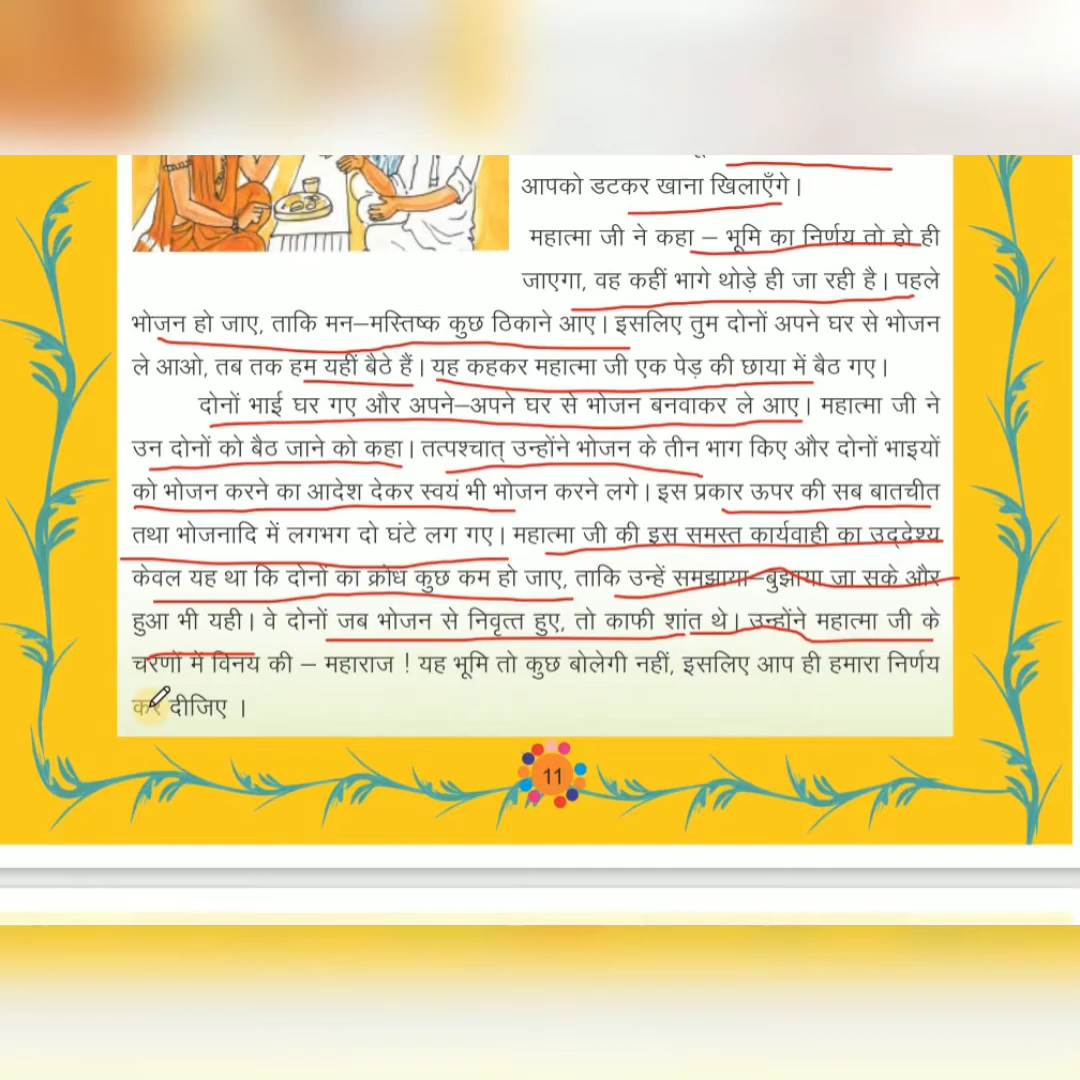 आपको डटकर खाना खिलाएँगे।
महात्मा जी ने कहा – भूमि का निर्णय तो हो ही
जाएगा, वह कहीं भागे थोड़े ही जा रही है। पहले
भोजन हो जाए, ताकि मन–मस्तिष्क कुछ ठिकाने आए। इसलिए तुम दोनों अपने घर से भोजन
ले आओ, तब तक हम यहीं बैठे हैं। यह कहकर महात्मा जी एक पेड़ की छाया में बैठ गए।
दोनों भाई घर गए और अपने–अपने घर से भोजन बनवाकर ले आए। महात्मा जी ने
उन दोनों को बैठ जाने को कहा। तत्पश्चात् उन्होंने भोजन के तीन भाग किए और दोनों भाइयों
को भोजन करने का आदेश देकर स्वयं भी भोजन करने लगे। इस प्रकार ऊपर की सब बातचीत
तथा भोजनादि में लगभग दो घंटे लग गए। महात्मा जी की इस समस्त कार्यवाही का उद्देश्य
केवल यह था कि दोनों का क्रोध कुछ कम हो जाए, ताकि उन्हें समझाया–बुझाया जा सके और
हुआ भी यही। वे दोनों जब भोजन से निवृत्त हुए, तो काफी शांत थे। उन्होंने महात्मा जी के
चरणों में विनय की – महाराज ! यह भूमि तो कुछ बोलेगी नहीं, इसलिए आप ही हमारा निर्णय
कर दीजिए ।
11